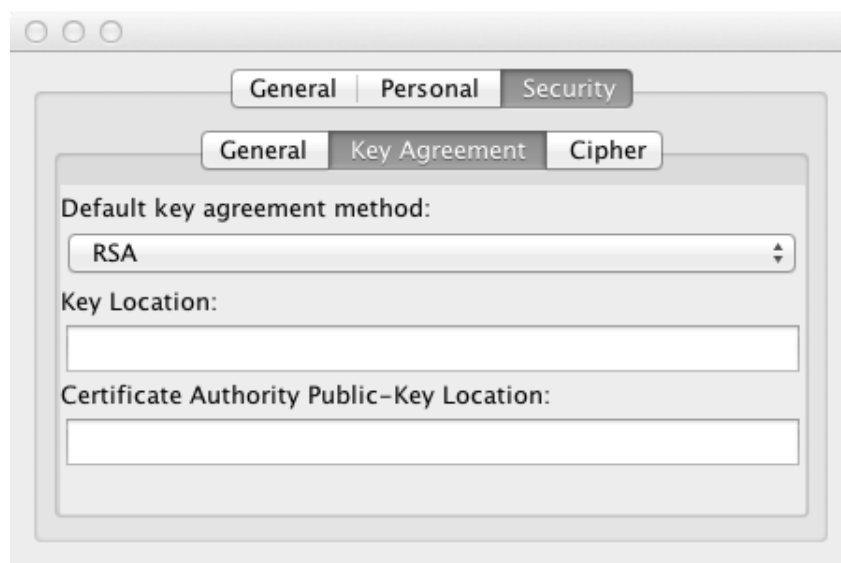 General Personal Security
General Key Agreement Cipher
Default key agreement method:
RSA
Key Location:
Certificate Authority Public-Key Location: